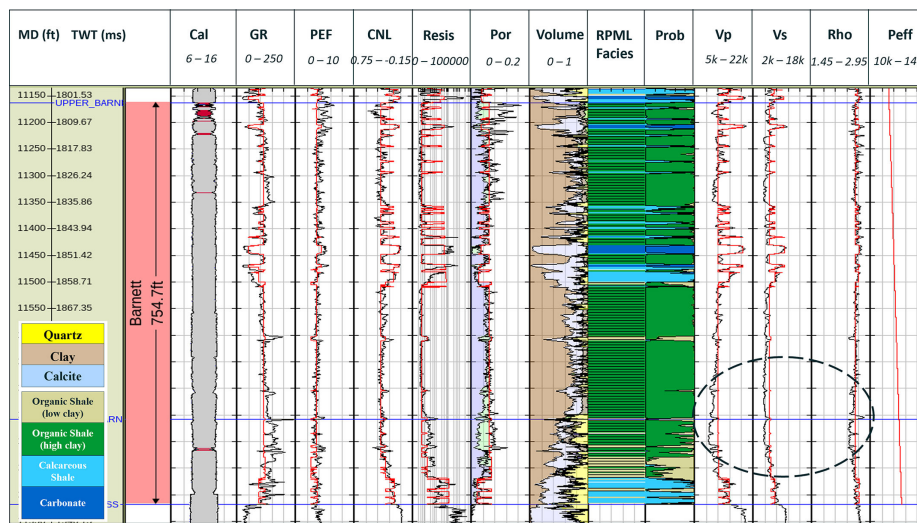 MD (ft) TWT (ms) Cal GR PEF CNL Resis Por Volume RPML Facies Prob Vp Vs Rho Peff
6 – 16 0 – 250 0 – 10 0.75 – -0.15 0 – 100000 0 – 0.2 0 – 1 5k – 22k 2k – 18k 1.45 – 2.95 10k – 14
11150 1801.53
UPPER_BARNI
11200 1809.67
11250 1817.83
11300 1826.24
11350 1835.86
11400 1843.94
11450 1851.42
11500 1858.71
11550 1867.35
Barnett
754.7ft
Quartz
Clay
Calcite
Organic Shale
(low clay)
RN
Organic Shale
(high clay)
Calcareous
Shale
Carbonate
SS